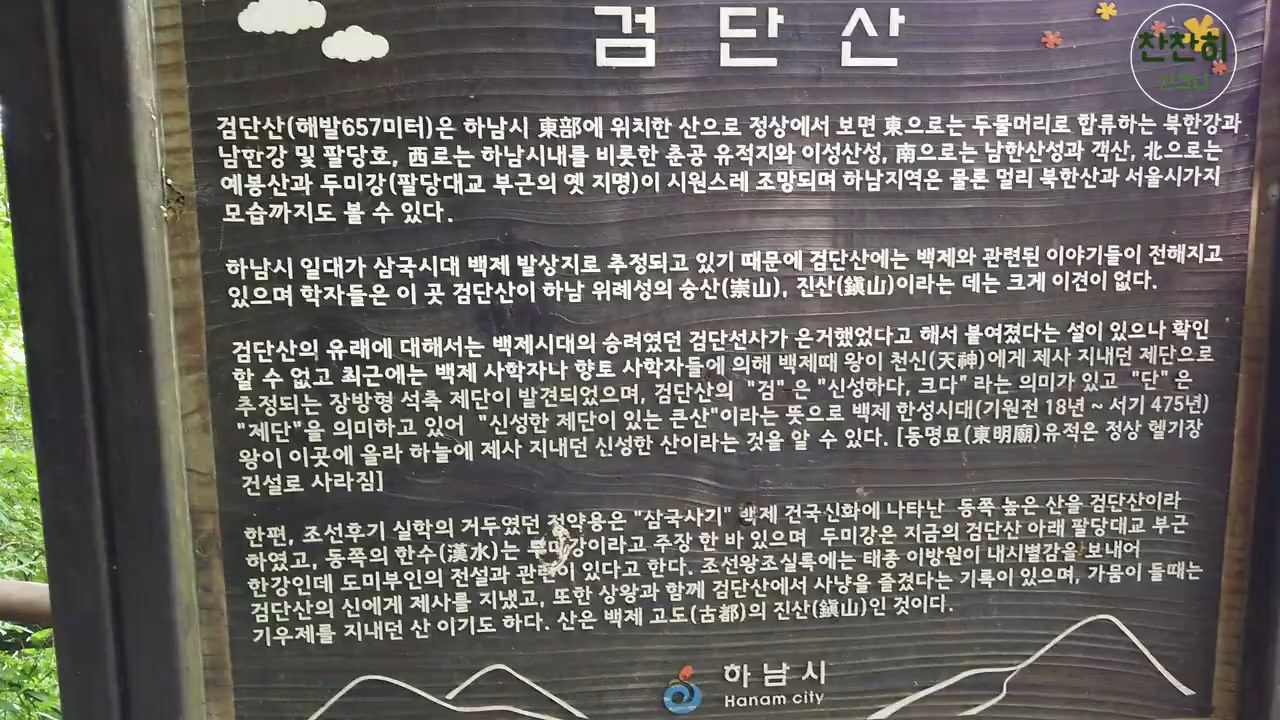 검단산
찬찬히
검단산(해발657미터)은 하남시 東部에 위치한 산으로 정상에서 보면 東으로는 두물머리로 합류하는 북한강과
남한강 및 팔당호, 西로는 하남시내를 비롯한 춘공 유적지와 이성산성, 南으로는 남한산성과 객산, 北으로는
예봉산과 두미강(팔당대교 부근의 옛 지명)이 시원스레 조망되며 하남지역은 물론 멀리 북한산과 서울시가지
모습까지도 볼 수 있다.
하남시 일대가 삼국시대 백제 발상지로 추정되고 있기 때문에 검단산에는 백제와 관련된 이야기들이 전해지고
있으며 학자들은 이 곳 검단산이 하남 위례성의 숭산(崇山), 진산(鎭山)이라는 데는 크게 이견이 없다.
검단산의 유래에 대해서는 백제시대의 승려였던 검단선사가 은거했었다고 해서 붙여졌다는 설이 있으나 확인
할 수 없고 최근에는 백제 사학자나 향토 사학자들에 의해 백제때 왕이 천신(天神)에게 제사 지내던 제단으로
추정되는 장방형 석축 제단이 발견되었으며, 검단산의 "검"은 "신성하다, 크다" 라는 의미가 있고 "단"은
"제단"을 의미하고 있어 "신성한 제단이 있는 큰산"이라는 뜻으로 백제 한성시대(기원전 18년 ~ 서기 475년)
왕이 이곳에 올라 하늘에 제사 지내던 신성한 산이라는 것을 알 수 있다. [동명묘(東明廟)유적은 정상 헬기장
건설로 사라짐]
한편, 조선후기 실학의 거두였던 정약용은 "삼국사기" 백제 건국신화에 나타난 동쪽 높은 산을 검단산이라
하였고, 동쪽의 한수(漢水)는 두미강이라고 주장 한 바 있으며 두미강은 지금의 검단산 아래 팔당대교 부근
한강인데 도미부인의 전설과 관련이 있다고 한다. 조선왕조실록에는 태종 이방원이 내시별감을 보내어
검단산의 신에게 제사를 지냈고, 또한 상왕과 함께 검단산에서 사냥을 즐겼다는 기록이 있으며, 가뭄이 들때는
기우제를 지내던 산 이기도 하다. 산은 백제 고도(古都)의 진산(鎭山)인 것이다.
하남시
Hanam city